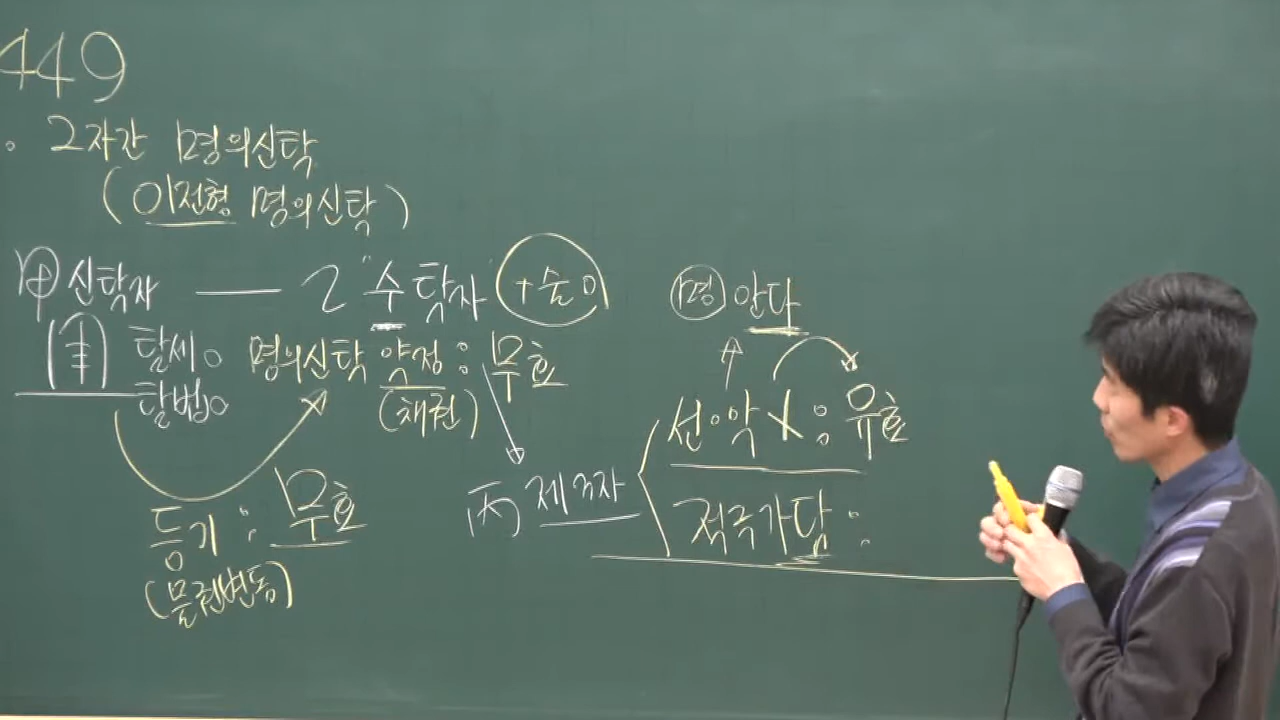 449
· 2자간 명의신탁
(이전형 명의신탁)
甲 신탁자 — 乙 "수탁자" +술이
탈세。
탈법。
명의신탁 약정 : 무효
(채권)
등기 : 무효
(물권변동)
丙 제3자
명 안다
선·악 X : 유효
적극가담 :